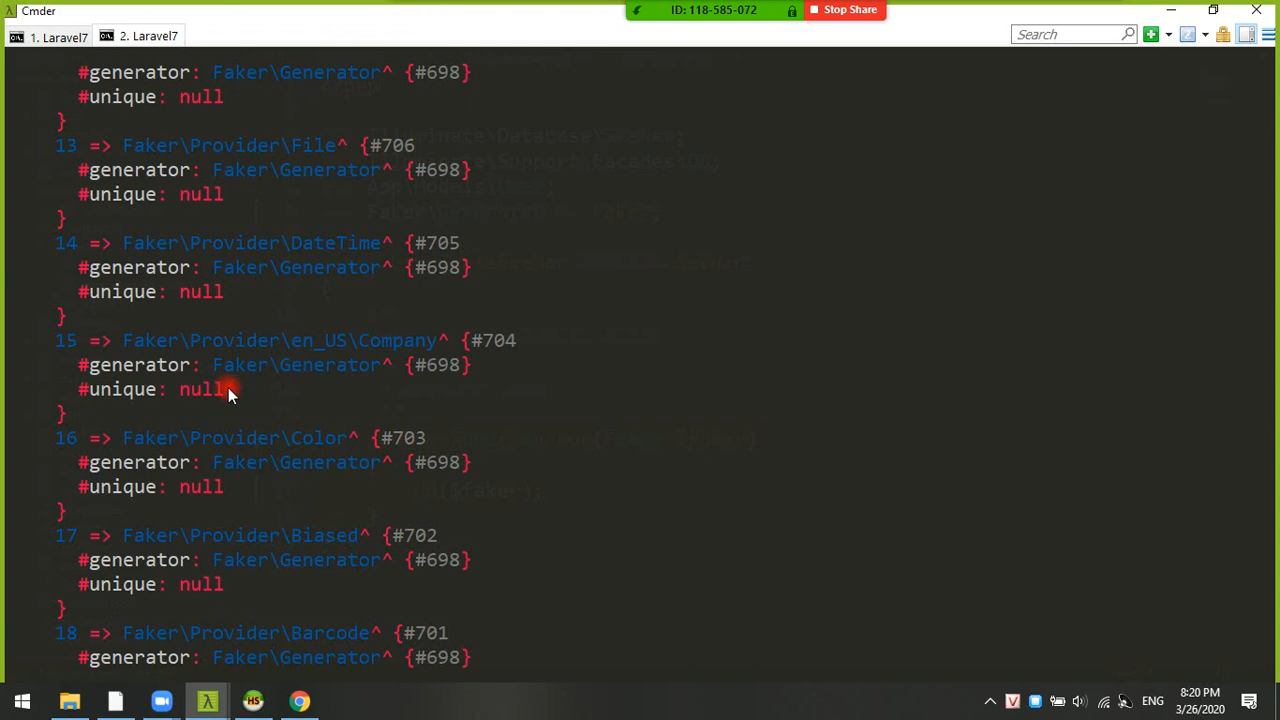 Cmder
ID: 118-585-072
Stop Share
1. Laravel7
2. Laravel7
Search
#generator: Faker\Generator^ {#698}
#unique: null
}
13 => Faker\Provider\File^ {#706
#generator: Faker\Generator^ {#698}
#unique: null
}
14 => Faker\Provider\DateTime^ {#705
#generator: Faker\Generator^ {#698}
#unique: null
}
15 => Faker\Provider\en_US\Company^ {#704
#generator: Faker\Generator^ {#698}
#unique: null
}
16 => Faker\Provider\Color^ {#703
#generator: Faker\Generator^ {#698}
#unique: null
}
17 => Faker\Provider\Biased^ {#702
#generator: Faker\Generator^ {#698}
#unique: null
}
18 => Faker\Provider\Barcode^ {#701
#generator: Faker\Generator^ {#698}
ENG
8:20 PM
3/26/2020